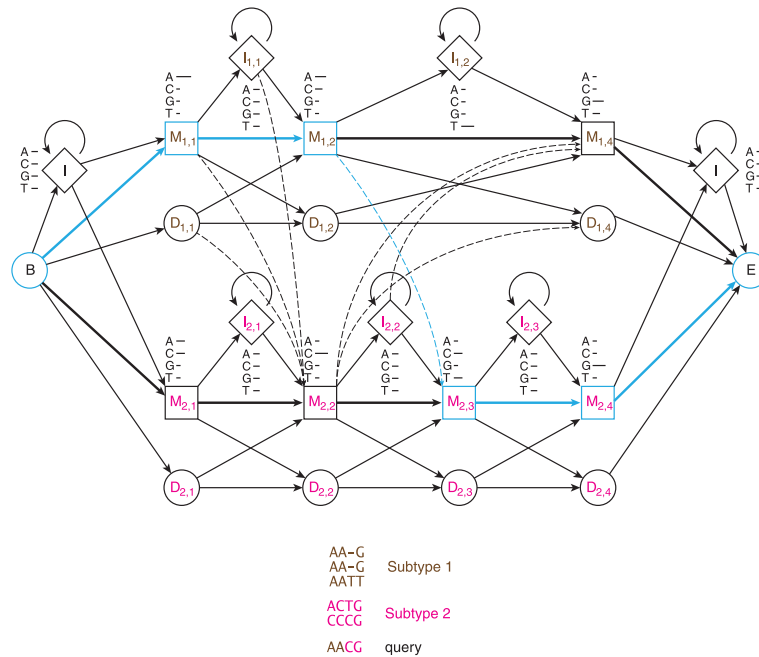 I1,1
I1,2
A
C
G
T
A
C
G
T
A
C
G
T
M1,1
A
C
G
T
M1,2
A
C
G
T
M1,4
A
C
G
T
I
A
C
G
T
I
A
C
G
T
D1,1
D1,2
D1,4
B
E
I2,1
I2,2
I2,3
A
C
G
T
A
C
G
T
A
C
G
T
A
C
G
T
M2,1
A
C
G
T
M2,2
A
C
G
T
M2,3
A
C
G
T
M2,4
D2,1
D2,2
D2,3
D2,4
AA-G
AA-G Subtype 1
AATT
ACTG
CCCG Subtype 2
AACG query